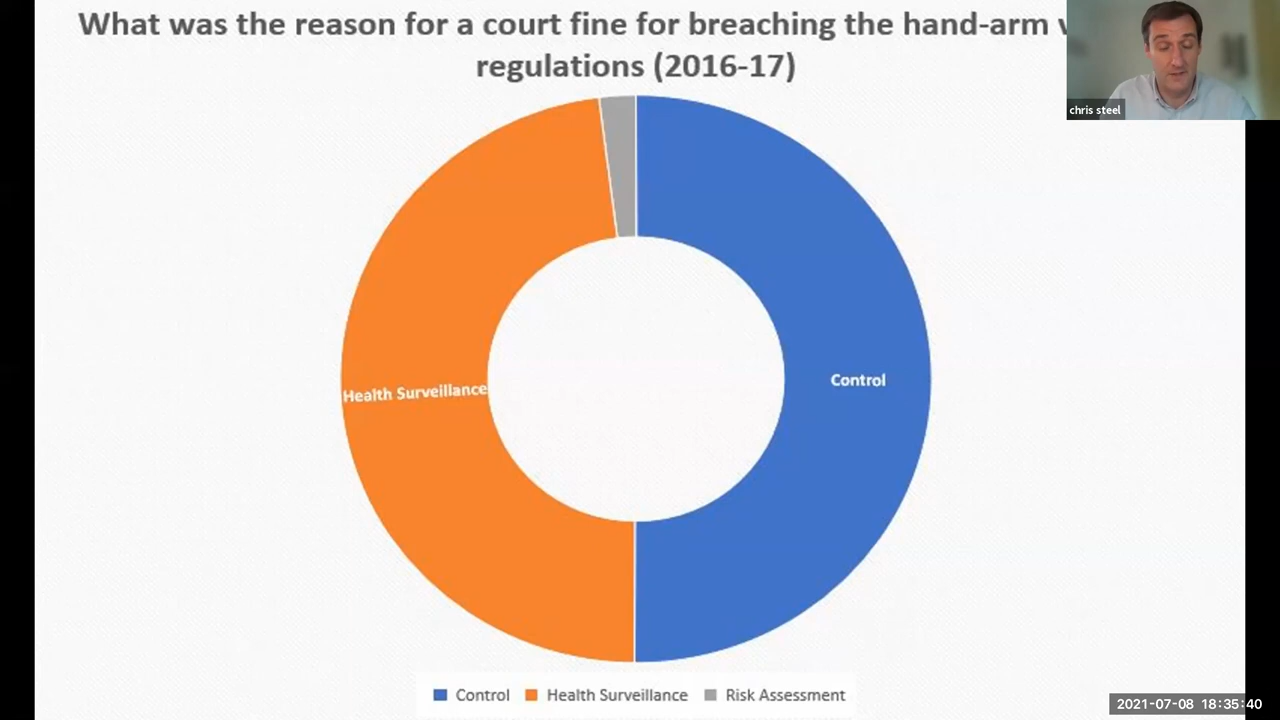 What was the reason for a court fine for breaching the hand-arm
regulations (2016-17)
chris steel
Control
Health Surveillance
Control
Health Surveillance
Risk Assessment
2021-07-08 18:35:40